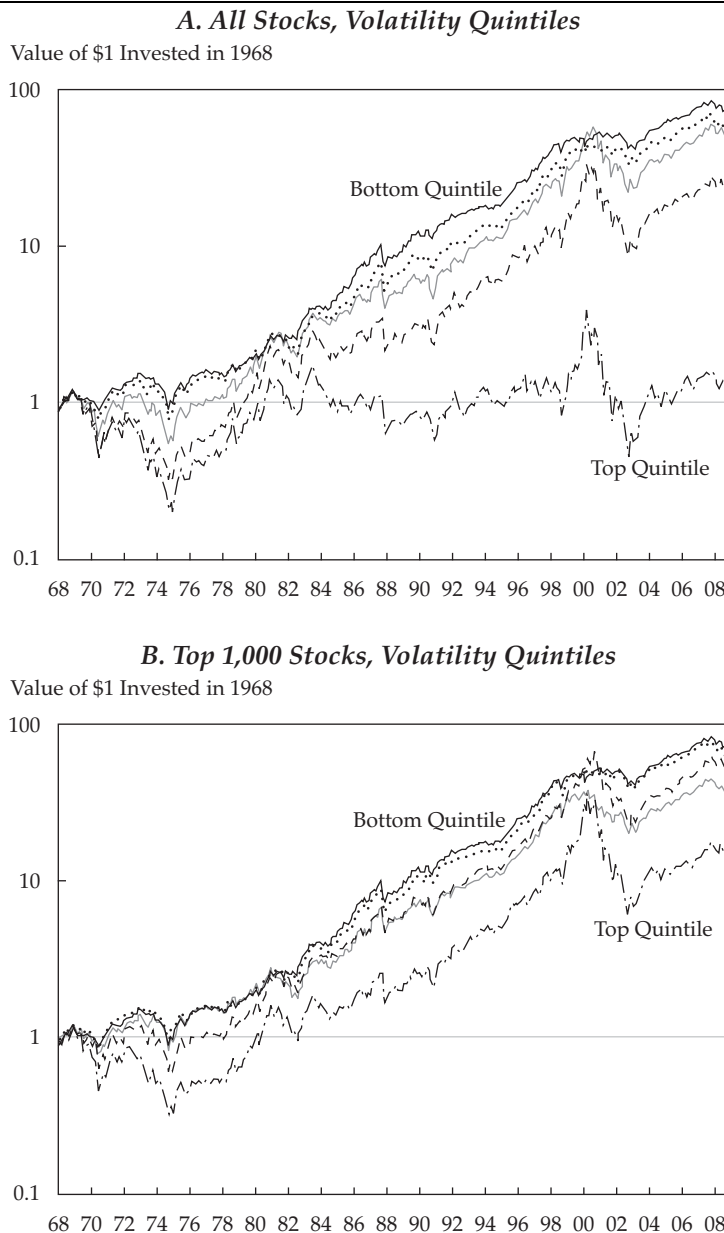 A. All Stocks, Volatility Quintiles
Value of $1 Invested in 1968
100
Bottom Quintile
10
1
Top Quintile
0.1
68 70 72 74 76 78 80 82 84 86 88 90 92 94 96 98 00 02 04 06 08
B. Top 1,000 Stocks, Volatility Quintiles
Value of $1 Invested in 1968
100
Bottom Quintile
10
Top Quintile
1
0.1
68 70 72 74 76 78 80 82 84 86 88 90 92 94 96 98 00 02 04 06 08